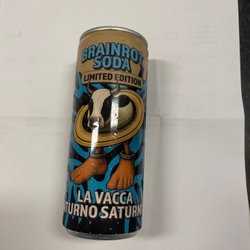 BRAINROT
SODA
LIMITED EDITION
LA VACCA
TURNO SATURN